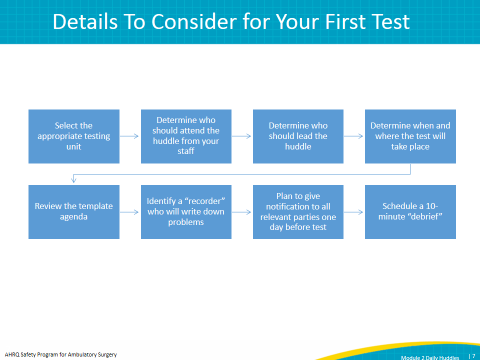 Details To Consider for Your First Test
Select the
appropriate testing
unit
Determine who
should attend the
huddle from your
staff
Determine who
should lead the
huddle
Determine when and
where the test will
take place
Review the template
agenda
Identify a “recorder”
who will write down
problems
Plan to give
notification to all
relevant parties one
day before test
Schedule a 10-
minute “debrief”
AHRQ Safety Program for Ambulatory Surgery
Module 2 Daily Huddles
| 7